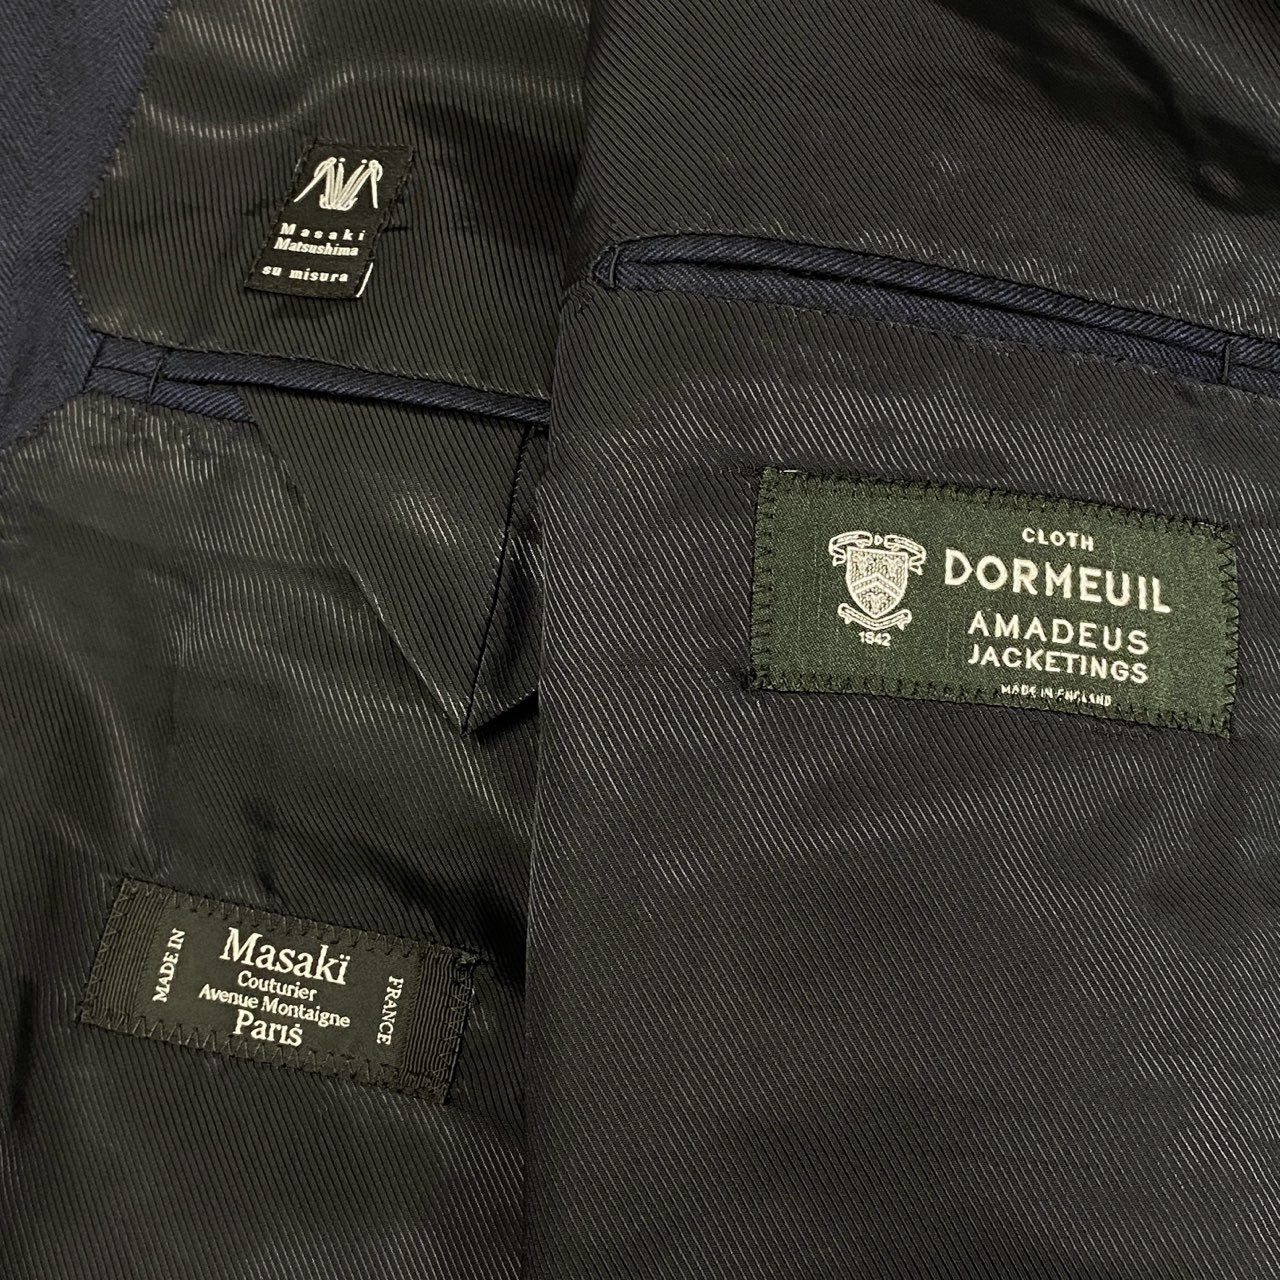 Masaki
Matsushima
su misura
CLOTH
DORMEUIL
AMADEUS
JACKETINGS
MADE IN ENGLAND
1842
MADE IN
Masakï
Couturier
Avenue Montaigne
Paris
FRANCE